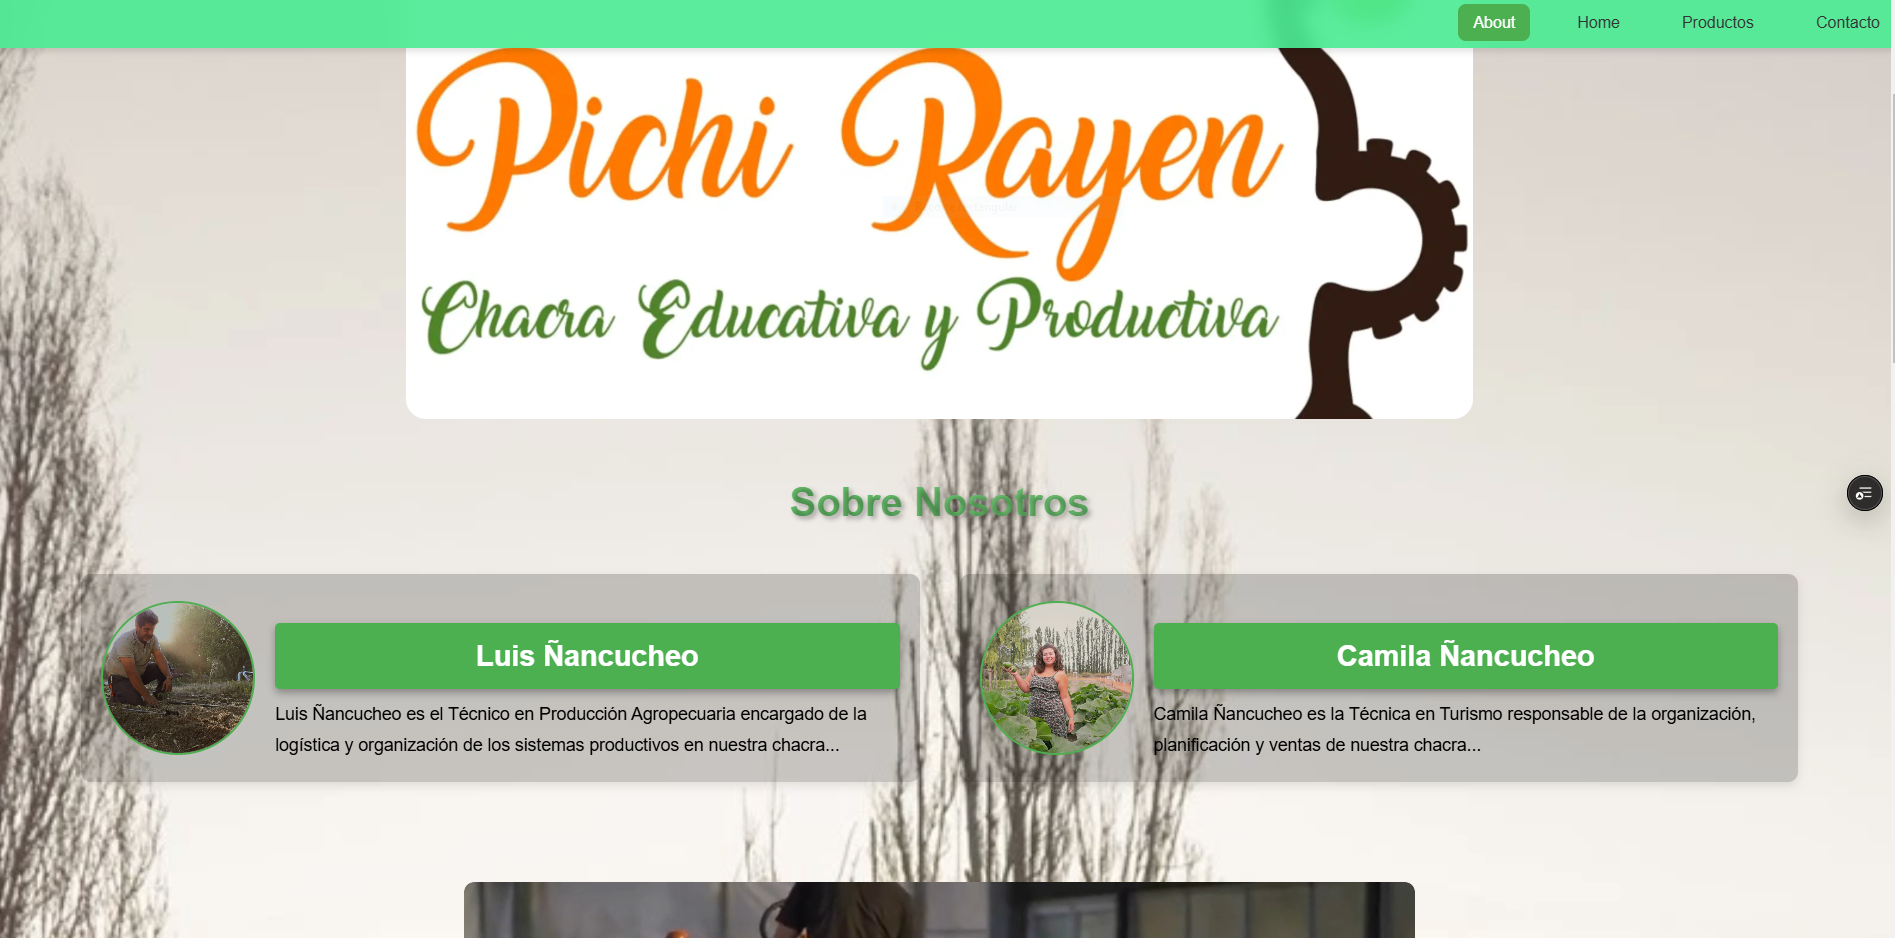 About Home Productos Contacto
Pichi Rayen
Chacra Educativa y Productiva
Sobre Nosotros
Luis Ñancucheo
Luis Ñancucheo es el Técnico en Producción Agropecuaria encargado de la
logística y organización de los sistemas productivos en nuestra chacra...
Camila Ñancucheo
Camila Ñancucheo es la Técnica en Turismo responsable de la organización,
planificación y ventas de nuestra chacra...